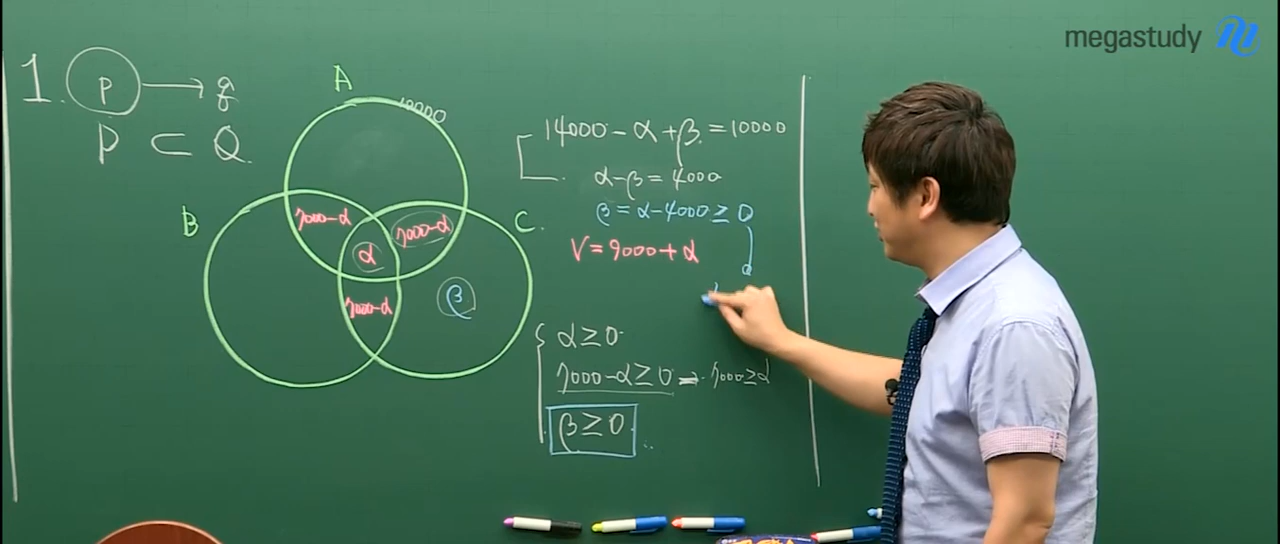 megastudy
1. p → q
P ⊂ Q.
A
10000
B
C.
7000-α
7000-α
α
7000-α
β
14000-α+β=10000
α-β=4000
β=α-4000≥0
V=9000+α
α≥0
7000-α≥0→7000≥α
β≥0